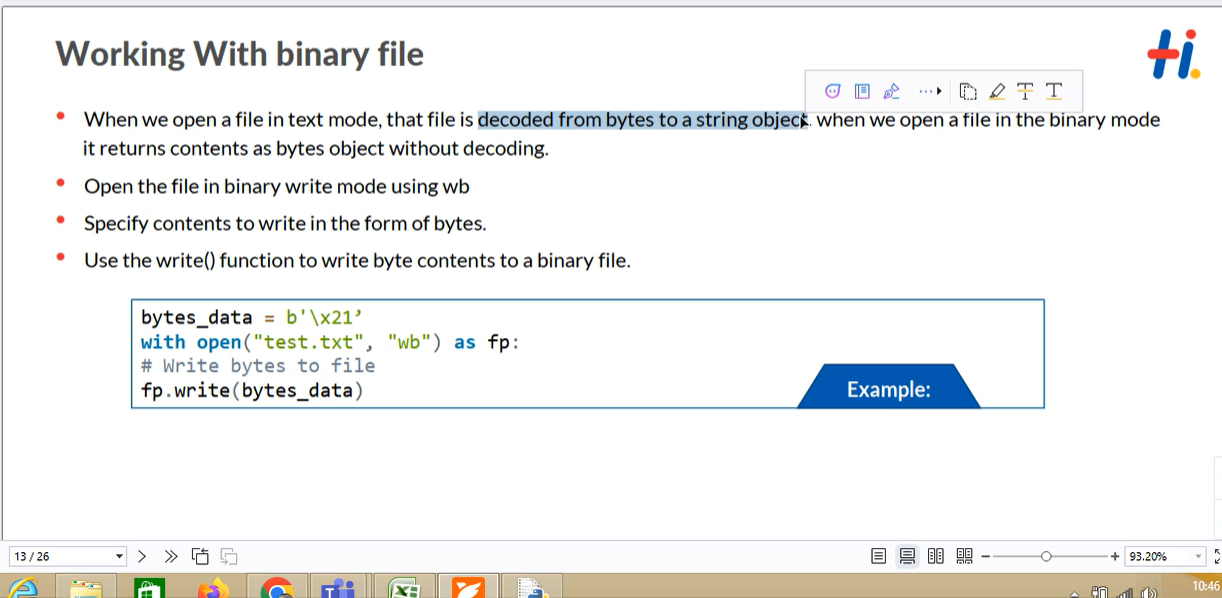 Working With binary file
Hi.
When we open a file in text mode, that file is decoded from bytes to a string object. when we open a file in the binary mode
it returns contents as bytes object without decoding.
Open the file in binary write mode using wb
Specify contents to write in the form of bytes.
Use the write() function to write byte contents to a binary file.
bytes_data = b'\x21’
with open("test.txt", "wb") as fp:
# Write bytes to file
fp.write(bytes_data)
Example:
13 / 26
93.20%
10:46